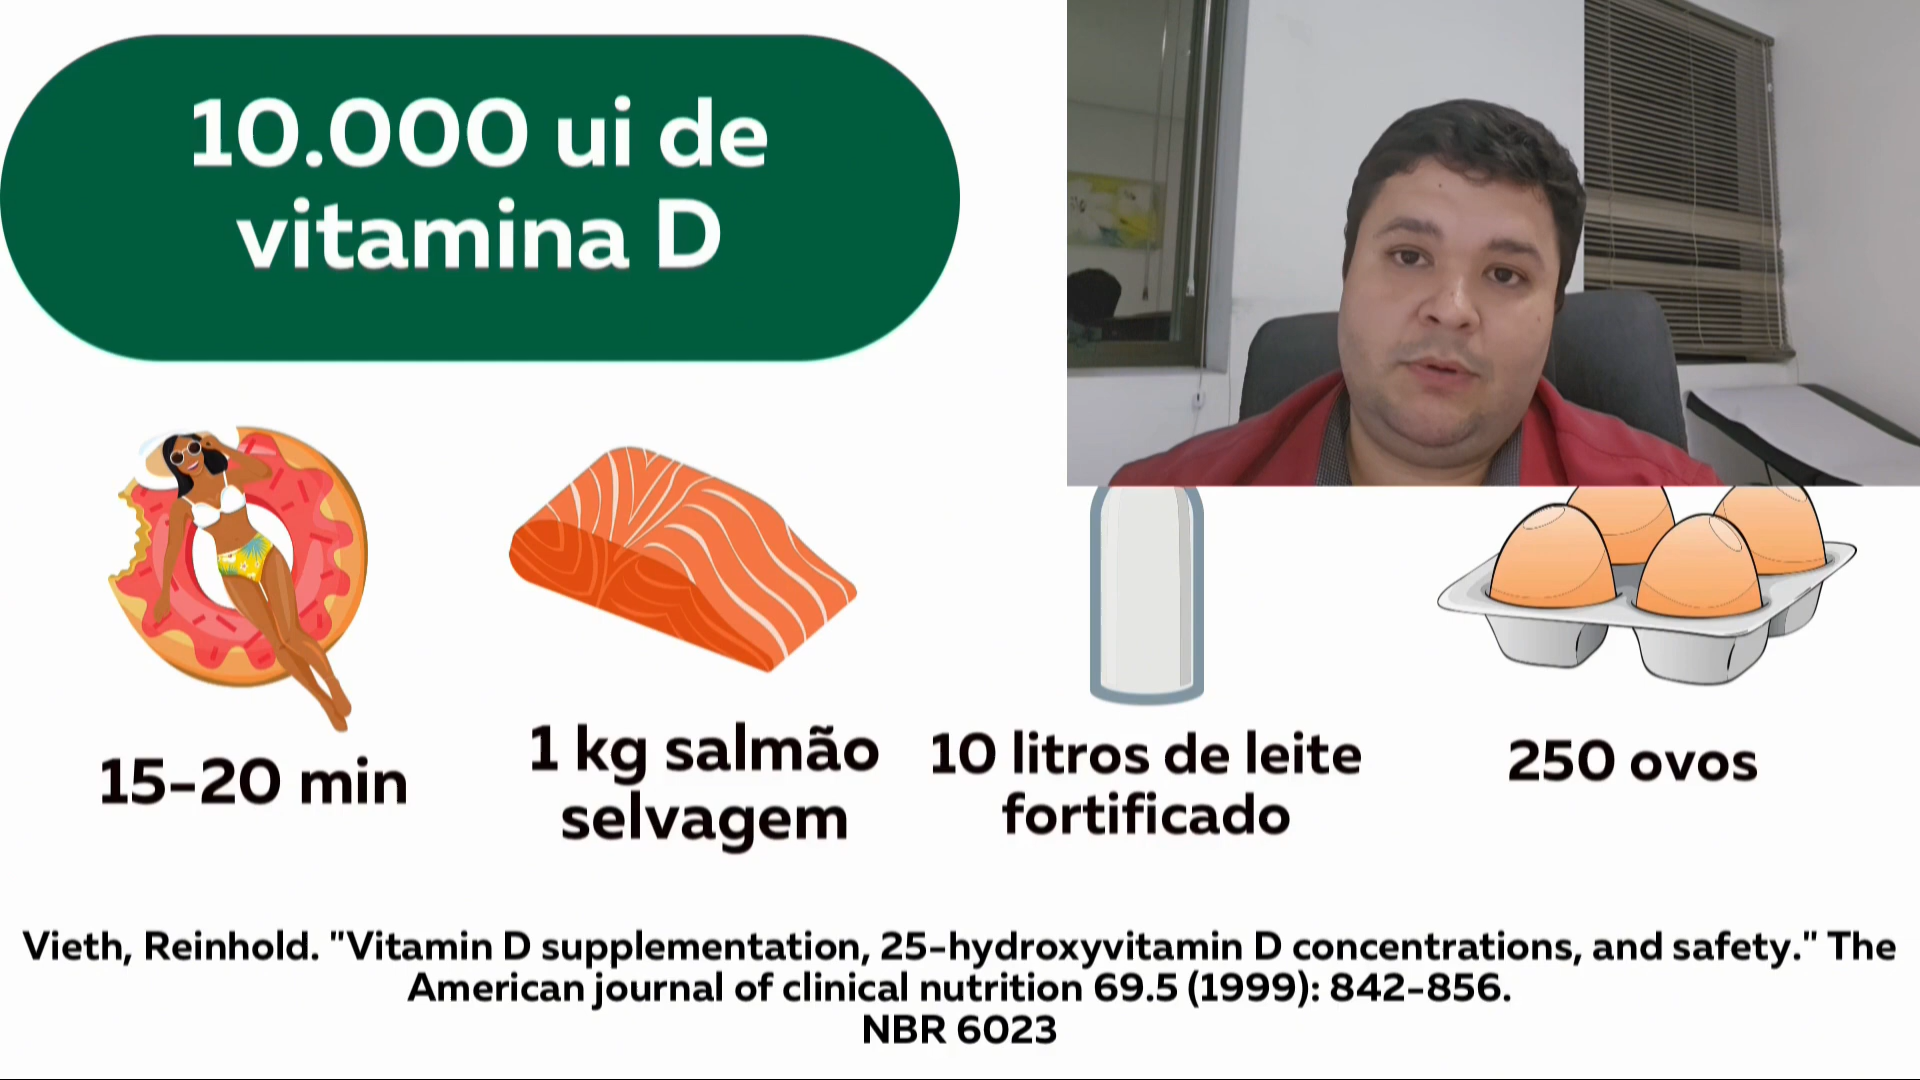 10.000 ui de
vitamina D
15-20 min
1 kg salmão
selvagem
10 litros de leite
fortificado
250 ovos
Vieth, Reinhold. "Vitamin D supplementation, 25-hydroxyvitamin D concentrations, and safety." The
American journal of clinical nutrition 69.5 (1999): 842-856.
NBR 6023